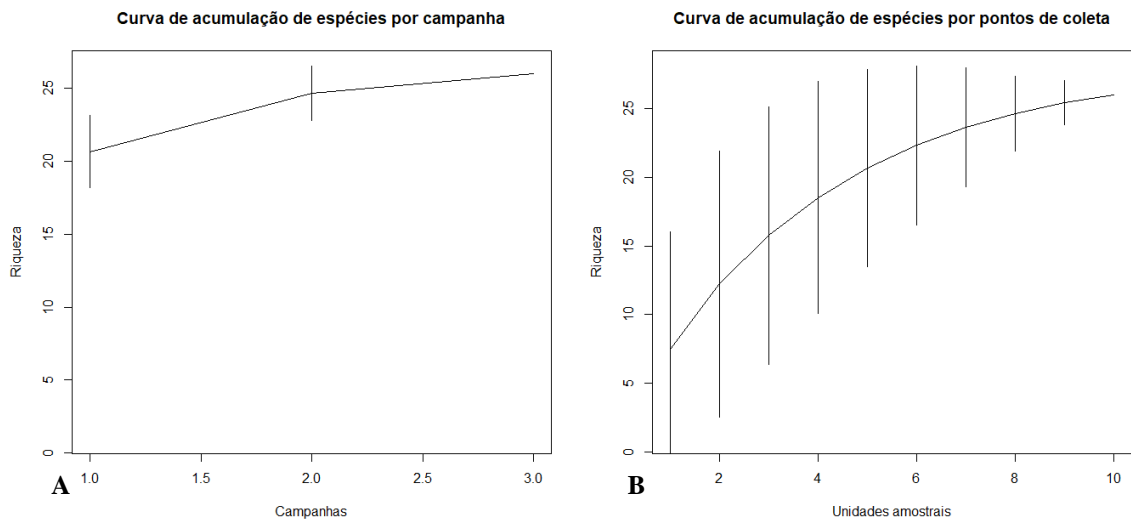 Curva de acumulação de espécies por campanha
Riqueza
25
20
15
10
5
0
1.0 1.5 2.0 2.5 3.0
A
Campanhas
Curva de acumulação de espécies por pontos de coleta
Riqueza
25
20
15
10
5
0
2 4 6 8 10
B
Unidades amostrais